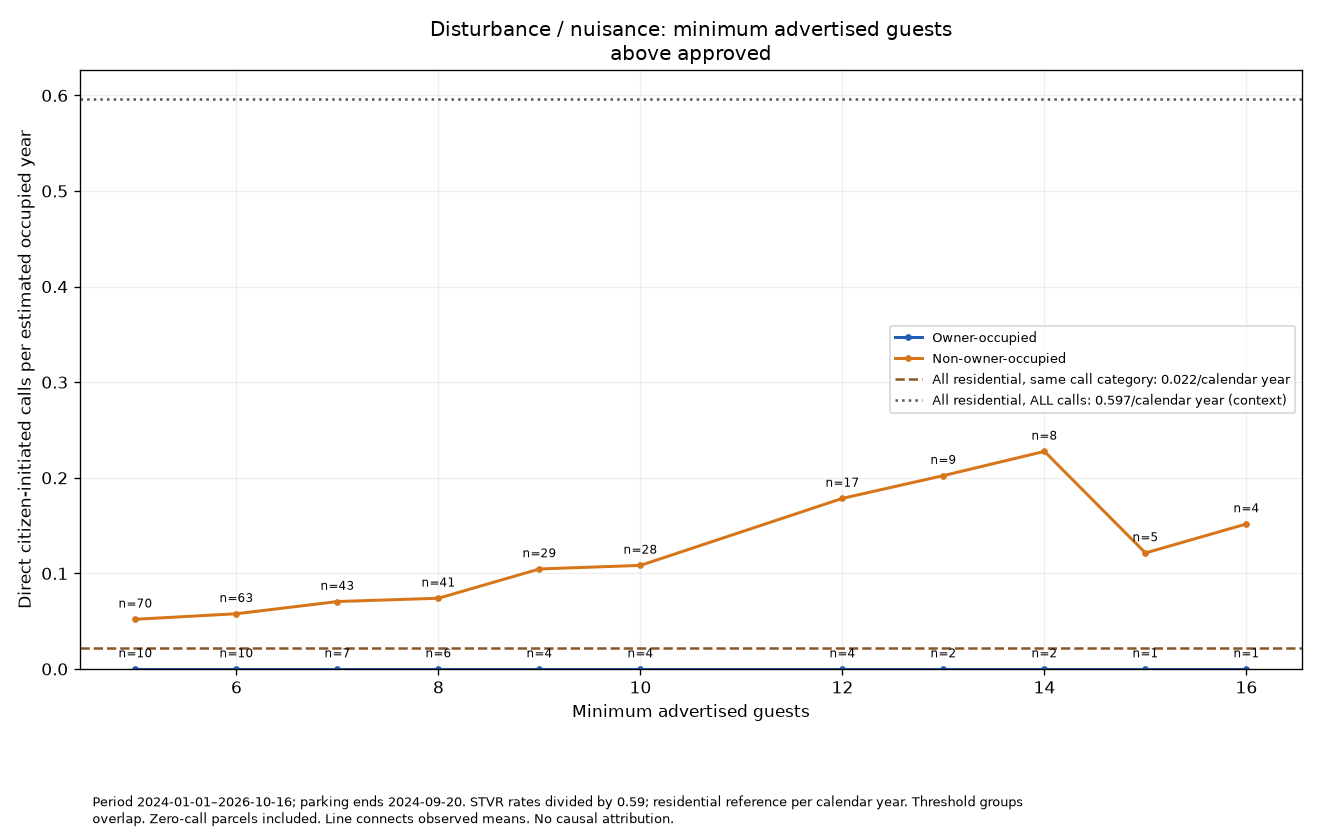 Disturbance / nuisance: minimum advertised guests
above approved
Direct citizen-initiated calls per estimated occupied year
0.6
0.5
0.4
0.3
0.2
0.1
0.0
Owner-occupied
Non-owner-occupied
All residential, same call category: 0.022/calendar year
All residential, ALL calls: 0.597/calendar year (context)
n=70
n=63
n=43
n=41
n=29
n=28
n=17
n=9
n=8
n=5
n=4
n=10
n=10
n=7
n=6
n=4
n=4
n=4
n=2
n=2
n=1
n=1
6
8
10
12
14
16
Minimum advertised guests
Period 2024-01-01–2026-10-16; parking ends 2024-09-20. STVR rates divided by 0.59; residential reference per calendar year. Threshold groups
overlap. Zero-call parcels included. Line connects observed means. No causal attribution.